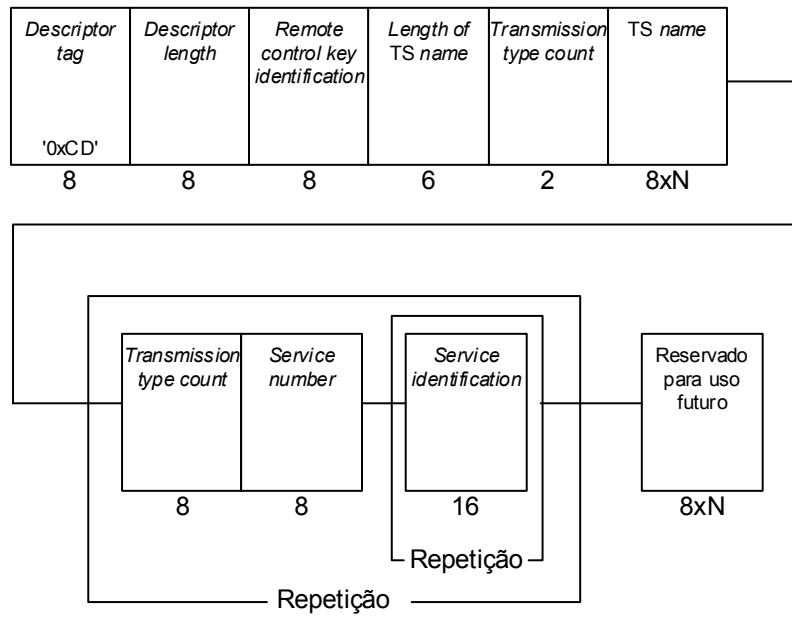 Descriptor
tag
'0xCD'
8
Descriptor
length
8
Remote
control key
identification
8
Length of
TS name
6
Transmission
type count
2
TS name
8xN
Transmission
type count
8
Service
number
8
Service
identification
16
Repetição
Repetição
Reservado
para uso
futuro
8xN